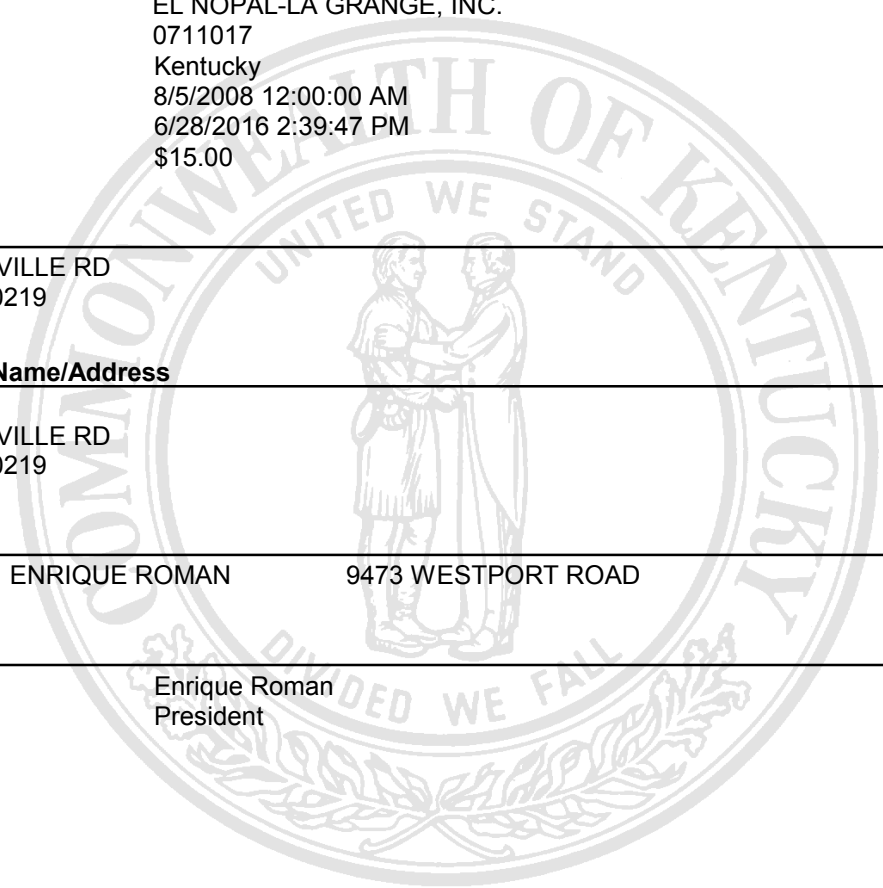 EL NOPAL-LA GRANGE, INC.
0711017
Kentucky
8/5/2008 12:00:00 AM
6/28/2016 2:39:47 PM
$15.00
VILLE RD
0219
Name/Address
VILLE RD
0219
ENRIQUE ROMAN 9473 WESTPORT ROAD
Enrique Roman
President
COMMONWEALTH OF KENTUCKY
UNITED WE STAND
DIVIDED WE FALL